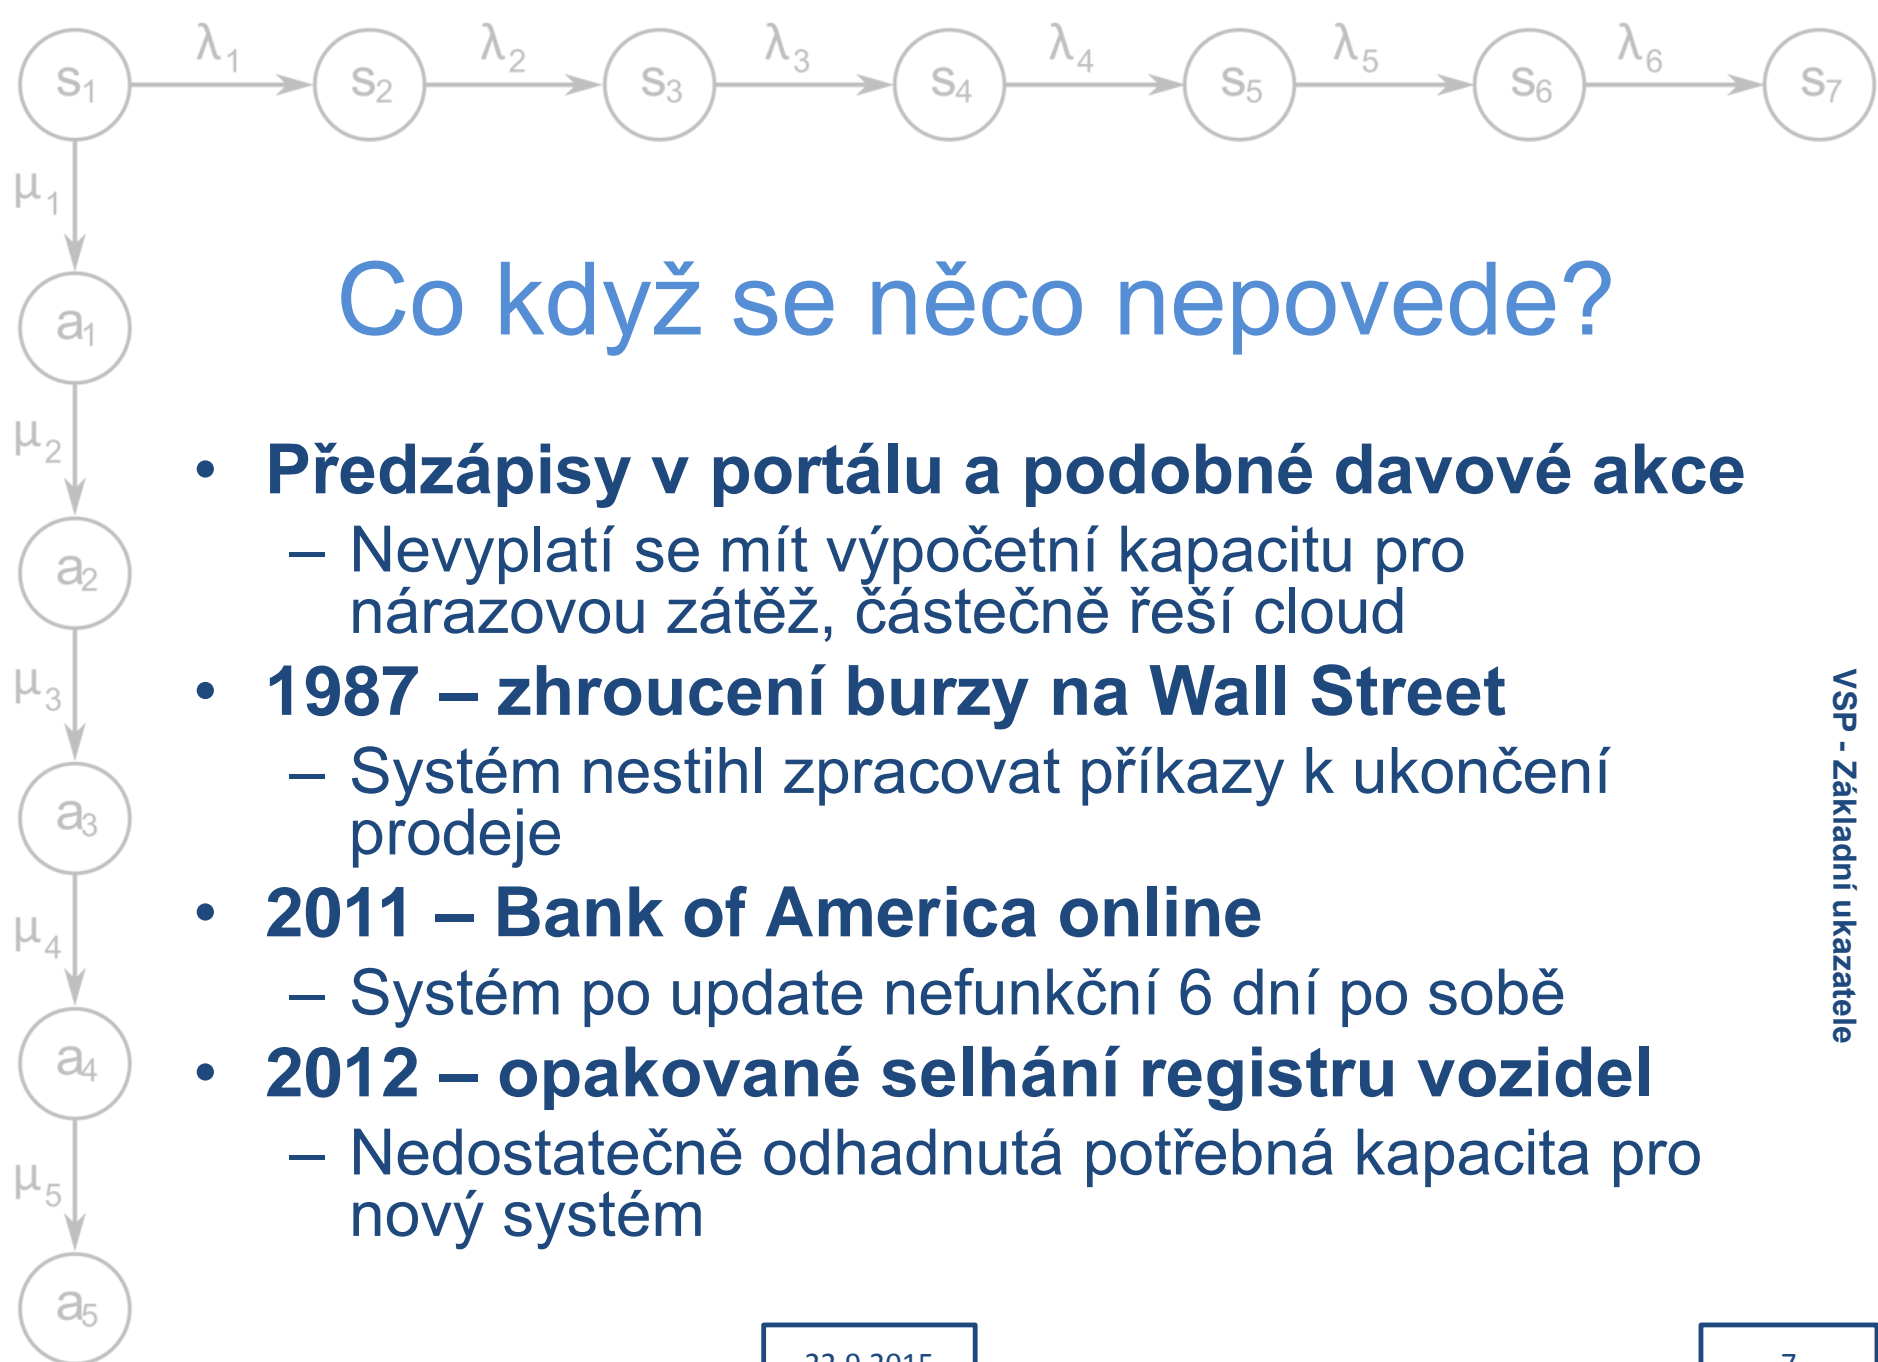 s1 λ1 s2 λ2 s3 λ3 s4 λ4 s5 λ5 s6 λ6 s7
μ1
a1
μ2
a2
μ3
a3
μ4
a4
μ5
a5
Co když se něco nepovede?
• Předzápisy v portálu a podobné davové akce
– Nevyplatí se mít výpočetní kapacitu pro
nárazovou zátěž, částečně řeší cloud
• 1987 – zhroucení burzy na Wall Street
– Systém nestihl zpracovat příkazy k ukončení
prodeje
• 2011 – Bank of America online
– Systém po update nefunkční 6 dní po sobě
• 2012 – opakované selhání registru vozidel
– Nedostatečně odhadnutá potřebná kapacita pro
nový systém
VSP - Základní ukazatele
7